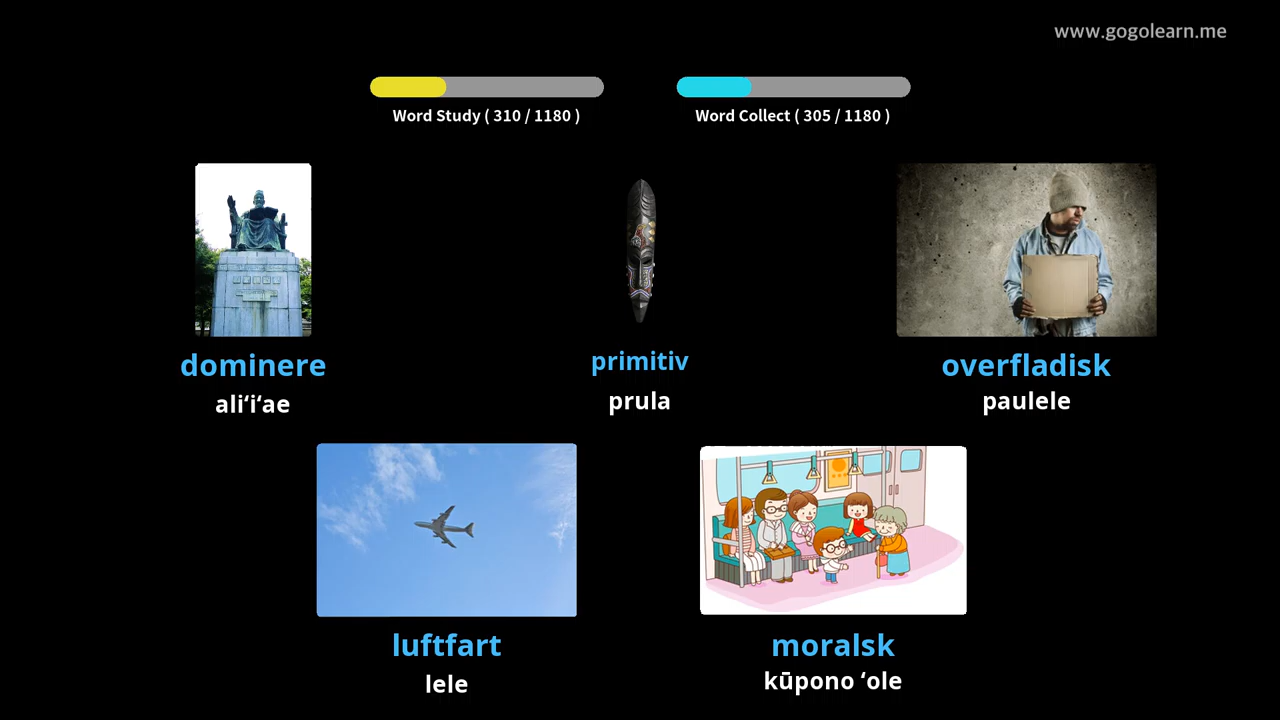 www.gogolearn.me
Word Study ( 310 / 1180 )
Word Collect ( 305 / 1180 )
dominere
aliʻiʻae
primitiv
prula
overfladisk
paulele
luftfart
lele
moralsk
kūpono ʻole